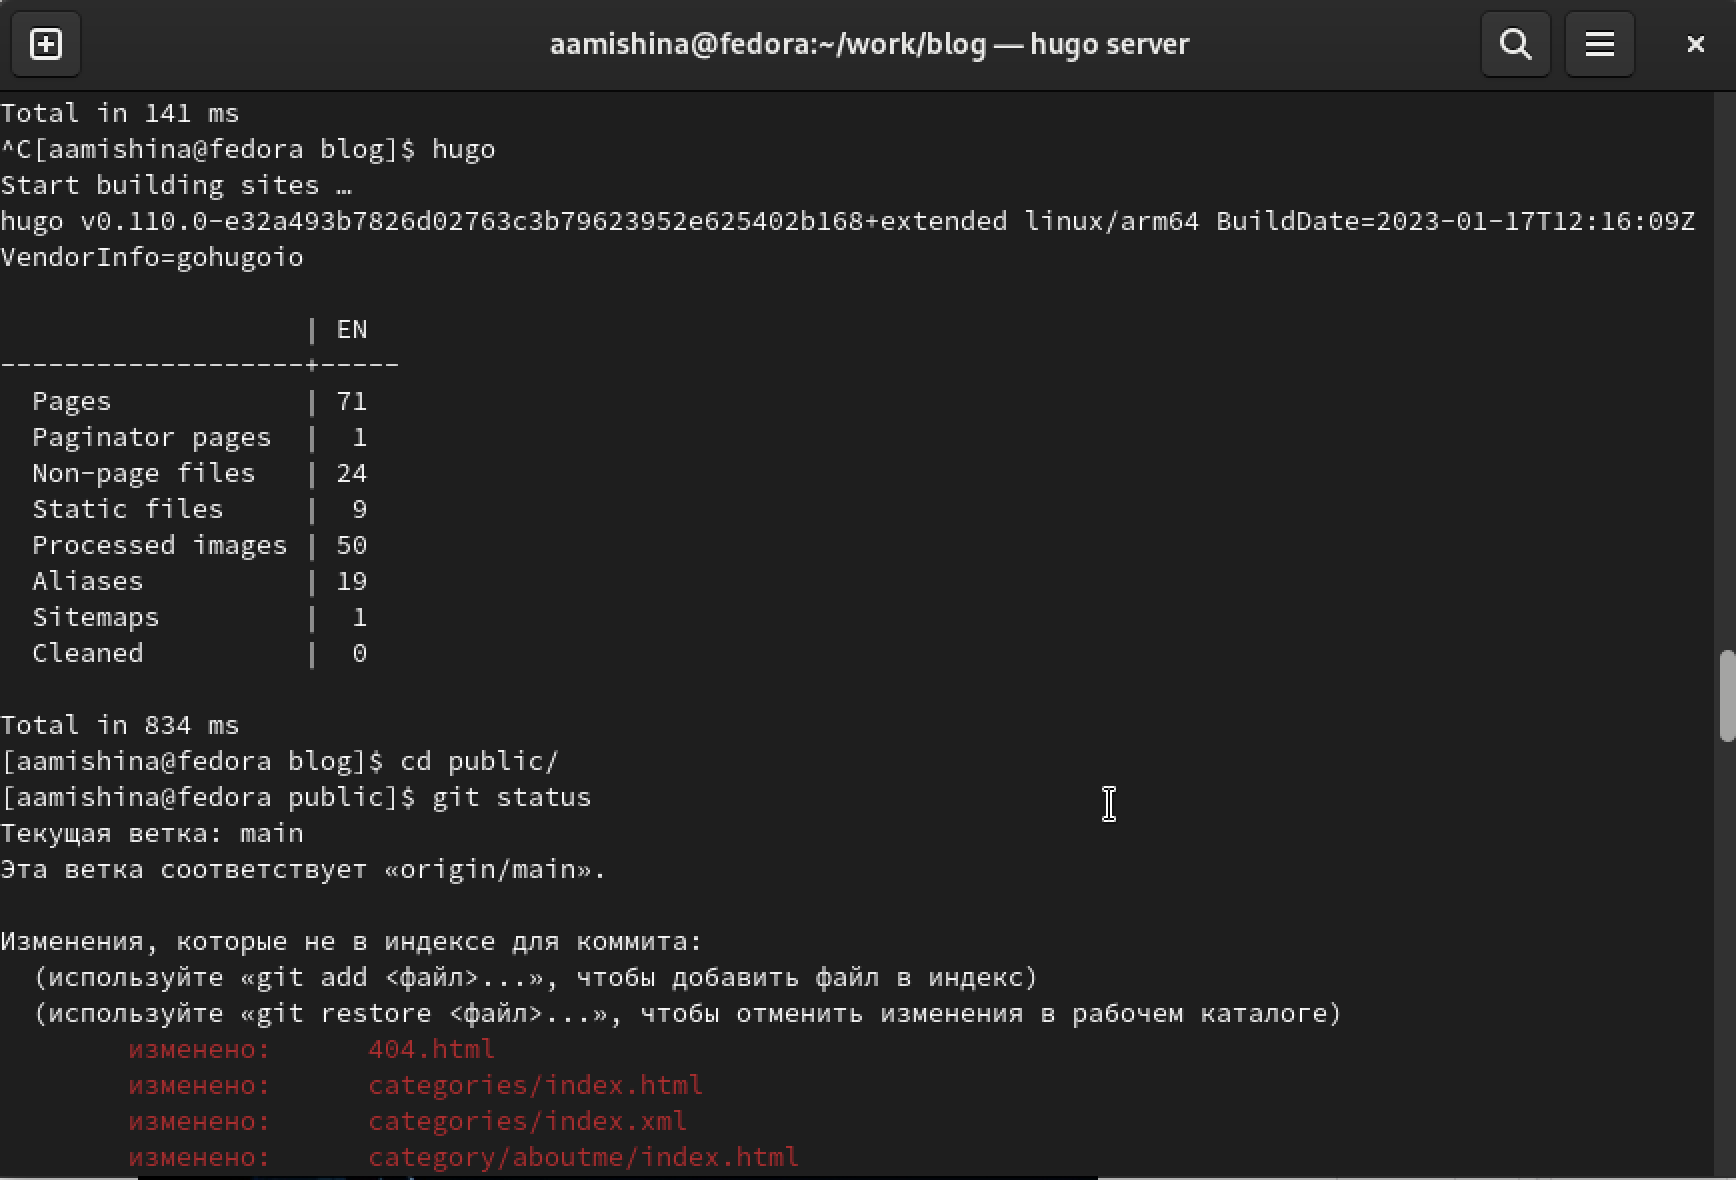 aamishina@fedora:~/work/blog — hugo server
Total in 141 ms
^C[aamishina@fedora blog]$ hugo
Start building sites …
hugo v0.110.0-e32a493b7826d02763c3b79623952e625402b168+extended linux/arm64 BuildDate=2023-01-17T12:16:09Z
VendorInfo=gohugoio
                   | EN
-------------------+-----
  Pages            | 71
  Paginator pages  |  1
  Non-page files   | 24
  Static files     |  9
  Processed images | 50
  Aliases          | 19
  Sitemaps         |  1
  Cleaned          |  0
Total in 834 ms
[aamishina@fedora blog]$ cd public/
[aamishina@fedora public]$ git status
Текущая ветка: main
Эта ветка соответствует «origin/main».
Изменения, которые не в индексе для коммита:
  (используйте «git add <файл>...», чтобы добавить файл в индекс)
  (используйте «git restore <файл>...», чтобы отменить изменения в рабочем каталоге)
        изменено:      404.html
        изменено:      categories/index.html
        изменено:      categories/index.xml
        изменено:      category/aboutme/index.html